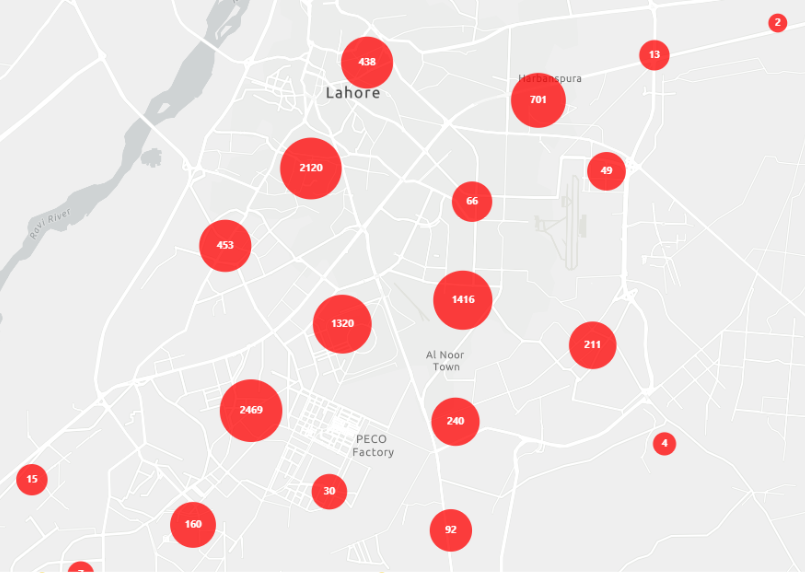 2
438
13
Harbanspura
Lahore
701
2120
49
66
Ravi River
453
1416
1320
211
Al Noor
Town
2469
240
PECO
Factory
4
15
30
160
92